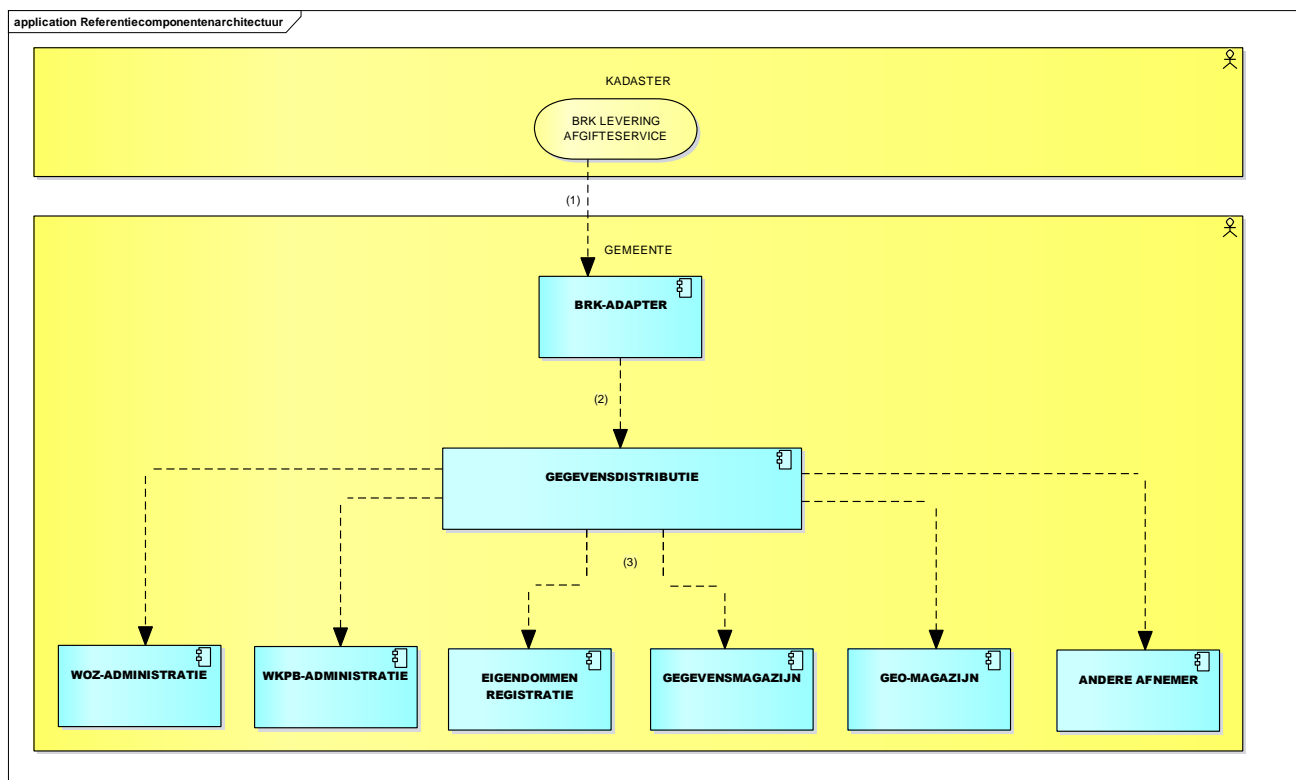 application Referentiecomponentenarchitectuur
KADASTER
BRK LEVERING
AFGIFTESERVICE
(1)
GEMEENTE
BRK-ADAPTER
(2)
GEGEVENSDISTRIBUTIE
(3)
WOZ-ADMINISTRATIE
WKPB-ADMINISTRATIE
EIGENDOMMEN
REGISTRATIE
GEGEVENSMAGAZIJN
GEO-MAGAZIJN
ANDERE AFNEMER